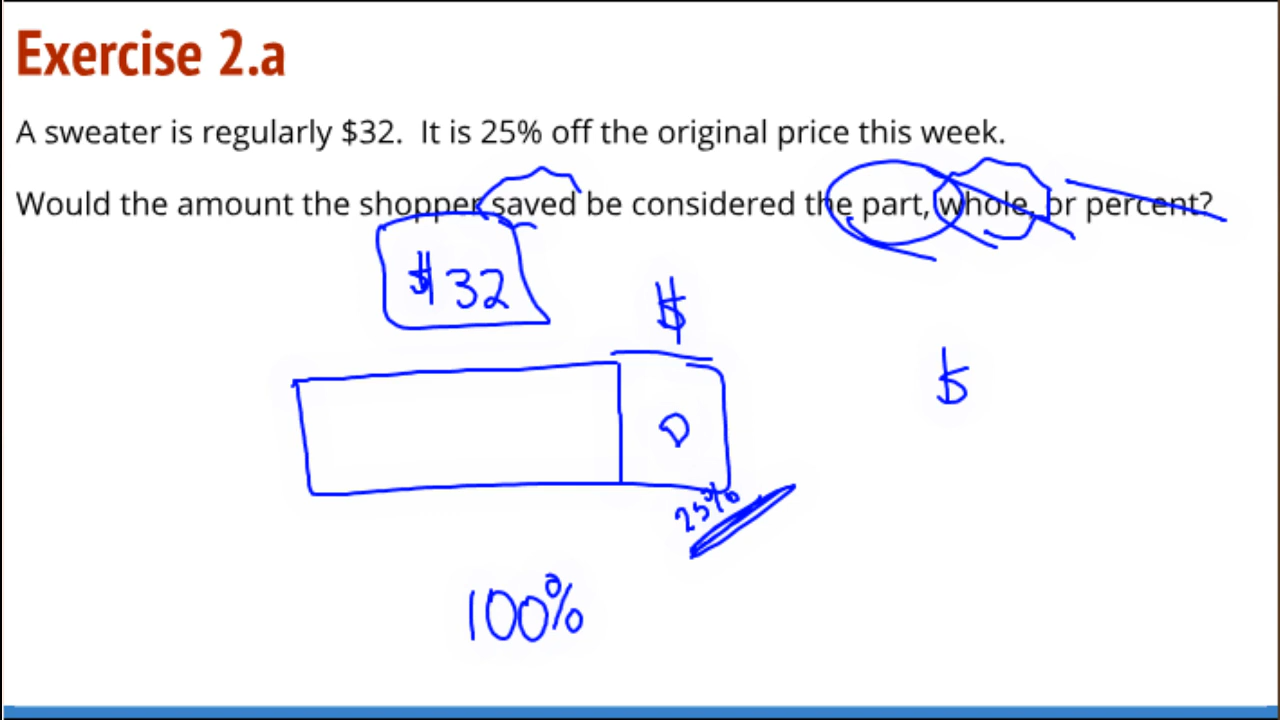 Exercise 2.a
A sweater is regularly $32. It is 25% off the original price this week.
Would the amount the shopper saved be considered the part, whole, or percent?
$32
$
$
25%
100%